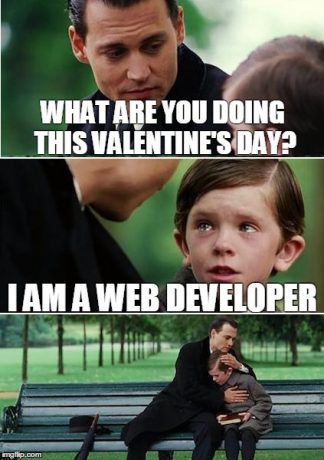 WHAT ARE YOU DOING
THIS VALENTINE'S DAY?
I AM A WEB DEVELOPER
imgflip.com